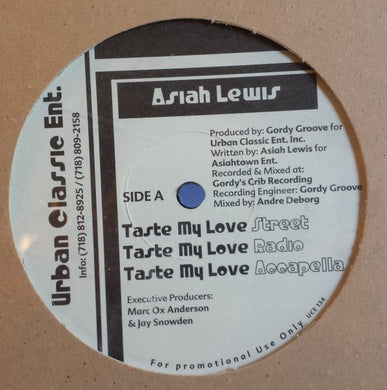 Urban Classic Ent.
Info: (718) 812-8925 / (718) 809-2158
Asiah Lewis
Produced by: Gordy Groove for
Urban Classic Ent. Inc.
Written by: Asiah Lewis for
Asiahtown Ent.
Recorded & Mixed at:
Gordy's Crib Recording
Recording Engineer: Gordy Groove
Mixed by: Andre Deborg
SIDE A
Taste My Love Street
Taste My Love Radio
Taste My Love Accapella
Executive Producers:
Marc Ox Anderson
& Jay Snowden
For promotional Use Only
UCE 134